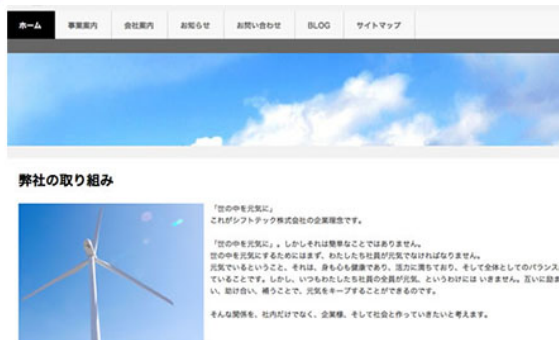 ホーム 事業案内 会社案内 お知らせ お問い合わせ BLOG サイトマップ
弊社の取り組み
「世の中を元気に」
これがシフトテック株式会社の企業理念です。
「世の中を元気に」。しかしそれは簡単なことではありません。
世の中を元気にするためにはまず、わたしたち社員が元気でなければなりません。
元気でいるということ、それは、身も心も健康であり、活力に満ちており、そして全体としてのバランス
ていることです。しかし、いつもわたしたち社員の全員が元気、というわけには いきません。互いに励ま
い、助け合い、補うことで、元気をキープすることができるのです。
そんな関係を、社内だけでなく、企業様、そして社会と作っていきたいと考えます。